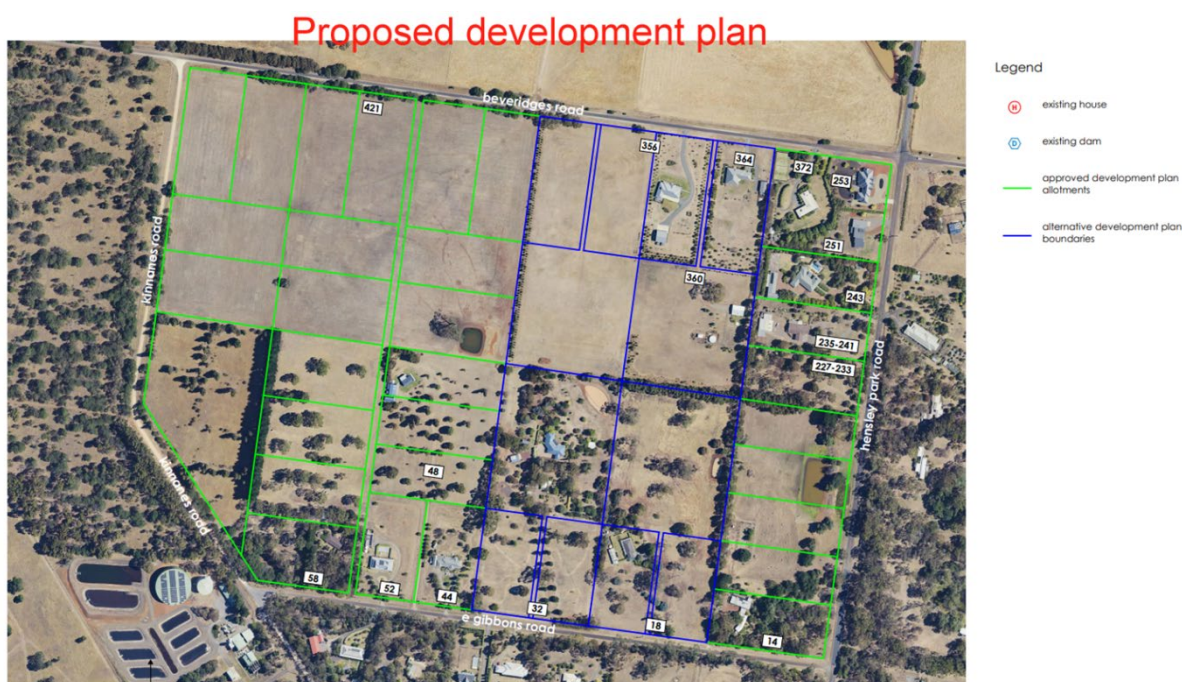 Proposed development plan
Legend
H existing house
D existing dam
approved development plan
allotments
alternative development plan
boundaries
beveridges road
421
356
364
372
253
251
360
243
235-241
227-233
kinnanes road
hensley park road
kinnanes road
48
58
52
44
32
18
14
e gibbons road